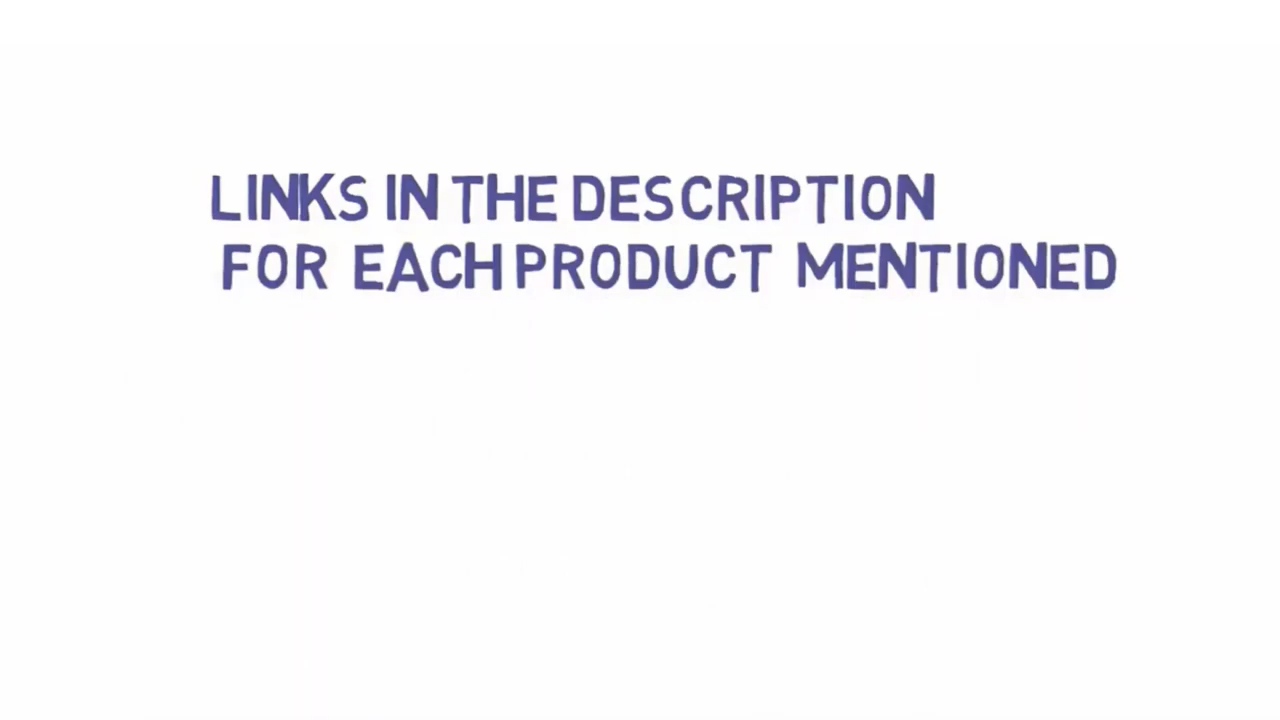 LINKS IN THE DESCRIPTION
FOR EACH PRODUCT MENTIONED